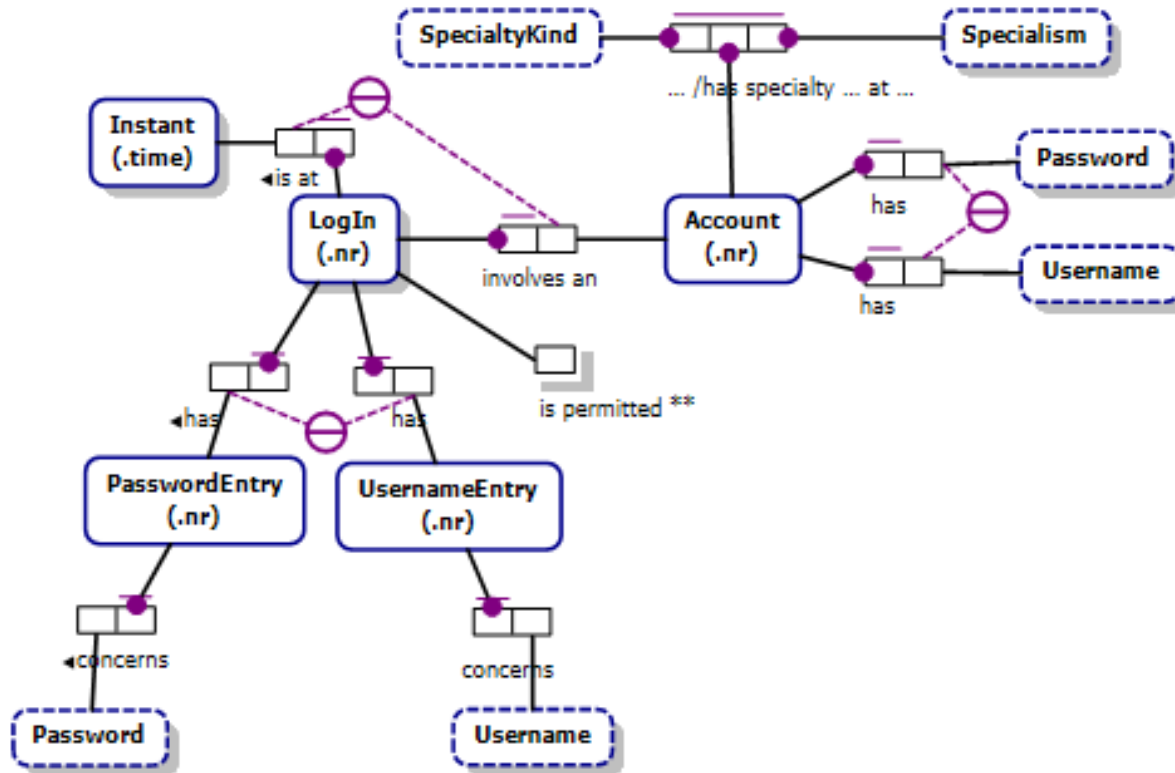 SpecialtyKind
Specialism
... /has specialty ... at ...
Instant
(.time)
◄is at
Password
has
LogIn
(.nr)
involves an
Account
(.nr)
Username
has
◄has
has
is permitted **
PasswordEntry
(.nr)
UsernameEntry
(.nr)
◄concerns
concerns
Password
Username